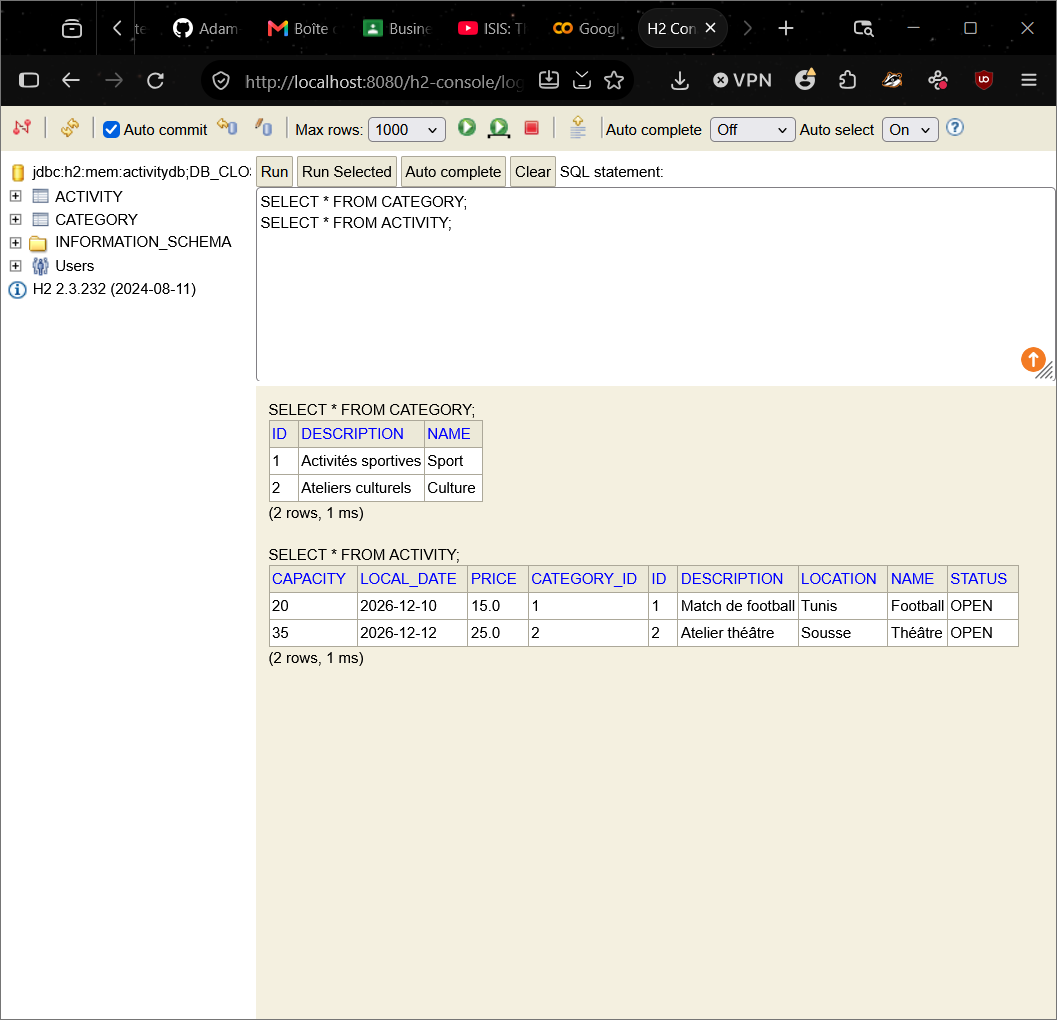 Adam
Boîte
Busine
ISIS: T
Googl
H2 Con
http://localhost:8080/h2-console/log
VPN
Auto commit
Max rows: 1000
Auto complete Off
Auto select On
jdbc:h2:mem:activitydb;DB_CLO
ACTIVITY
CATEGORY
INFORMATION_SCHEMA
Users
H2 2.3.232 (2024-08-11)
Run Run Selected Auto complete Clear SQL statement:
SELECT * FROM CATEGORY;
SELECT * FROM ACTIVITY;
SELECT * FROM CATEGORY;
ID DESCRIPTION NAME
1 Activités sportives Sport
2 Ateliers culturels Culture
(2 rows, 1 ms)
SELECT * FROM ACTIVITY;
CAPACITY LOCAL_DATE PRICE CATEGORY_ID ID DESCRIPTION LOCATION NAME STATUS
20 2026-12-10 15.0 1 1 Match de football Tunis Football OPEN
35 2026-12-12 25.0 2 2 Atelier théâtre Sousse Théâtre OPEN
(2 rows, 1 ms)